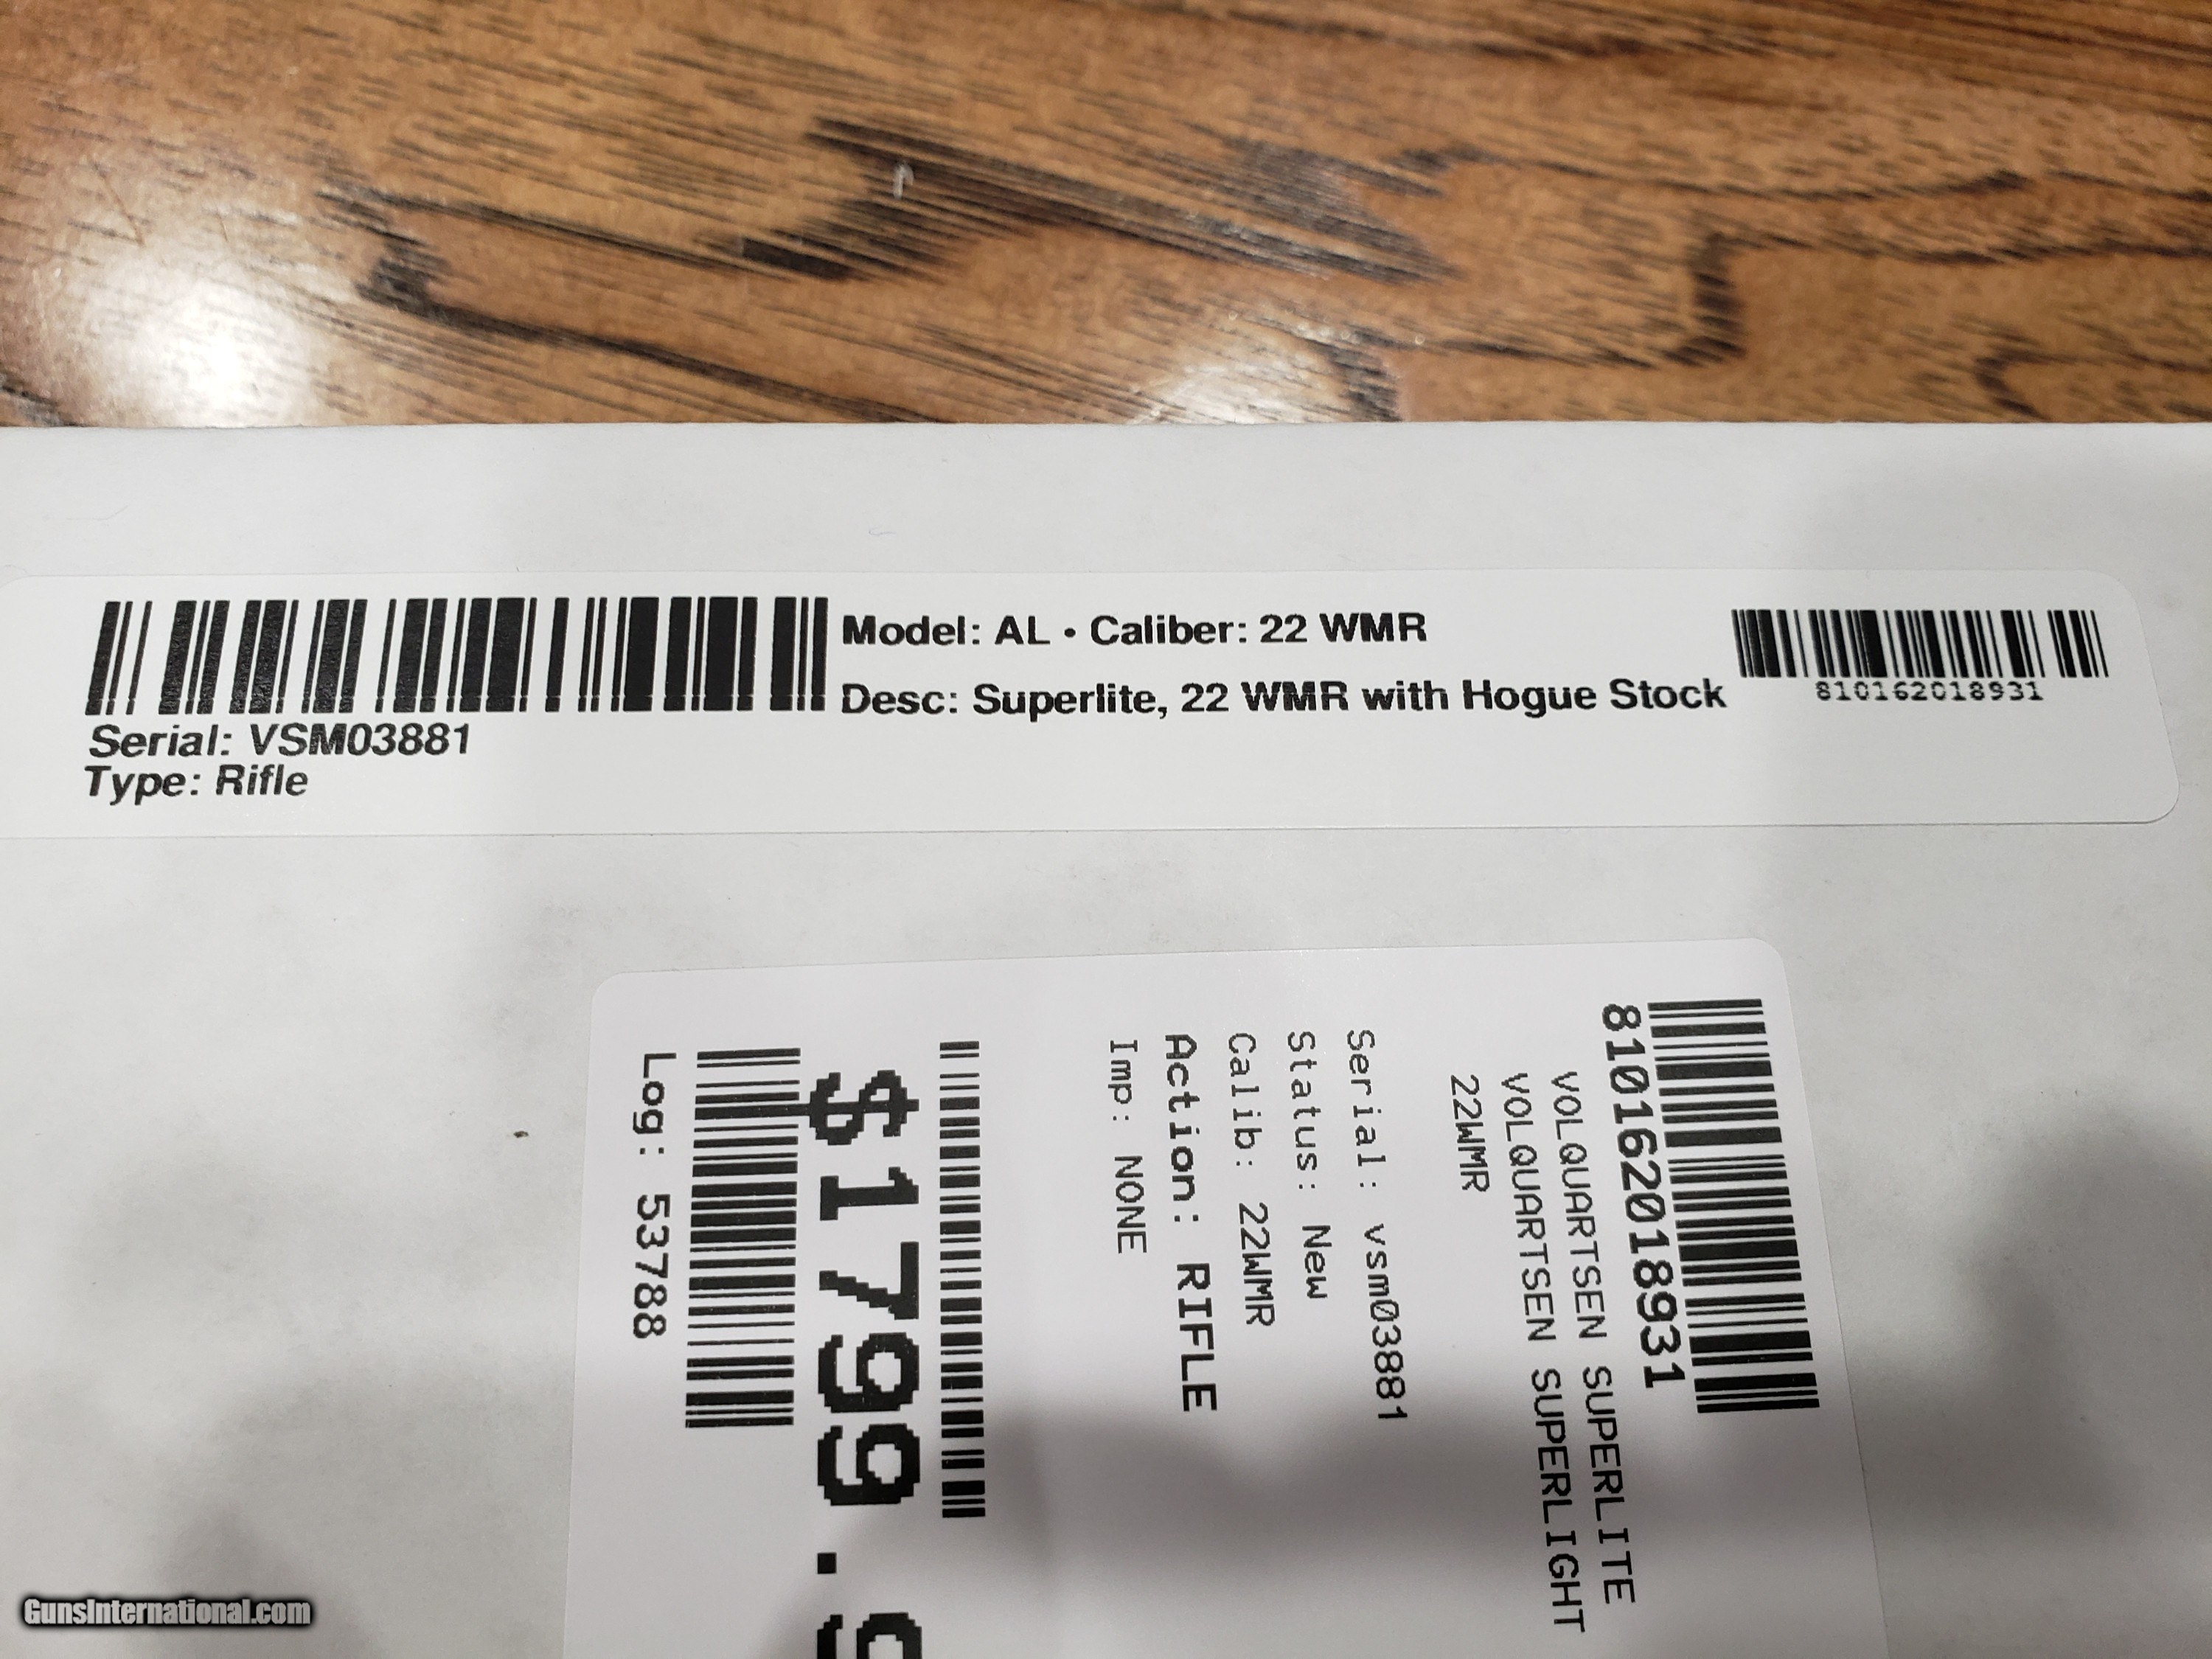 Model: AL • Caliber: 22 WMR
Desc: Superlite, 22 WMR with Hogue Stock
810162018931
Serial: VSM03881
Type: Rifle
810162018931
VOLQUARTSEN SUPERLITE
VOLQUARTSEN SUPERLIGHT
22WMR
Serial: vsm03881
Status: New
Calib: 22WMR
Action: RIFLE
Imp: NONE
$1799.9
Log: 53788
GunsInternational.com